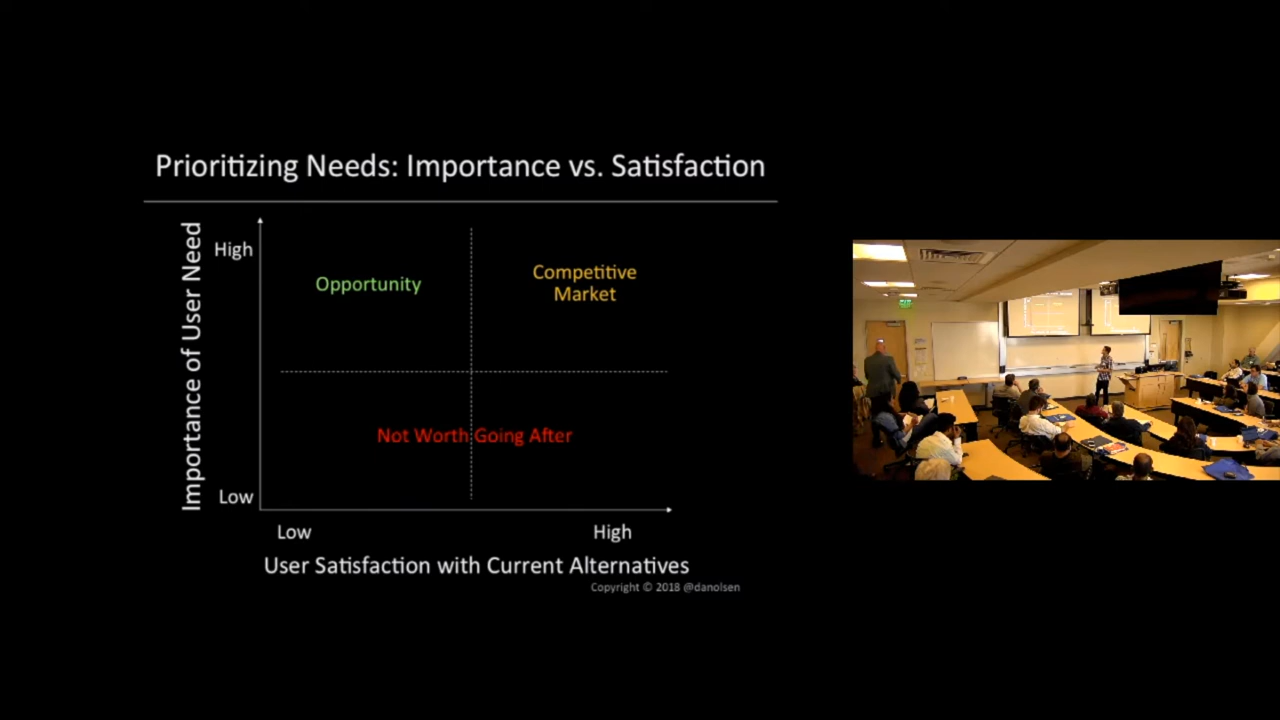 Prioritizing Needs: Importance vs. Satisfaction
Importance of User Need
High
Opportunity
Competitive
Market
Not Worth Going After
Low
Low
High
User Satisfaction with Current Alternatives
Copyright © 2018 @danolsen